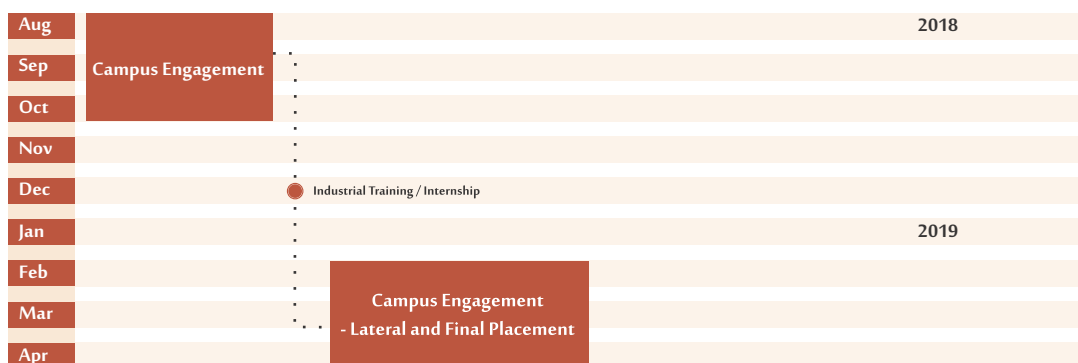 Aug
2018
Sep
Campus Engagement
Oct
Nov
Dec
Industrial Training / Internship
Jan
2019
Feb
Campus Engagement
Mar
- Lateral and Final Placement
Apr